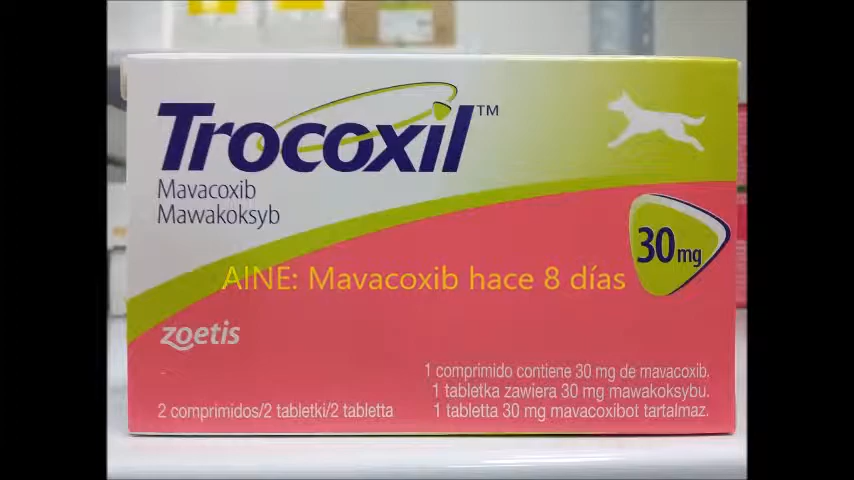 Trocoxil™
Mavacoxib
Mawakoksyb
30mg
AINE: Mavacoxib hace 8 días
zoetis
1 comprimido contiene 30 mg de mavacoxib.
1 tabletka zawiera 30 mg mawakoksybu.
2 comprimidos/2 tabletki/2 tabletta
1 tabletta 30 mg mavacoxibot tartalmaz.